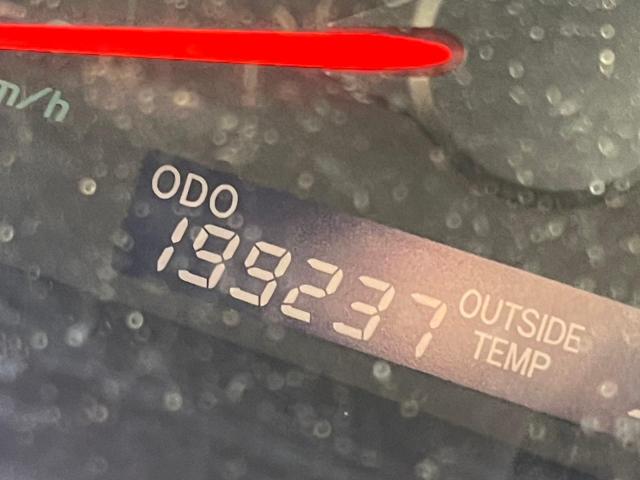 m/h
ODO
199237
OUTSIDE
TEMP